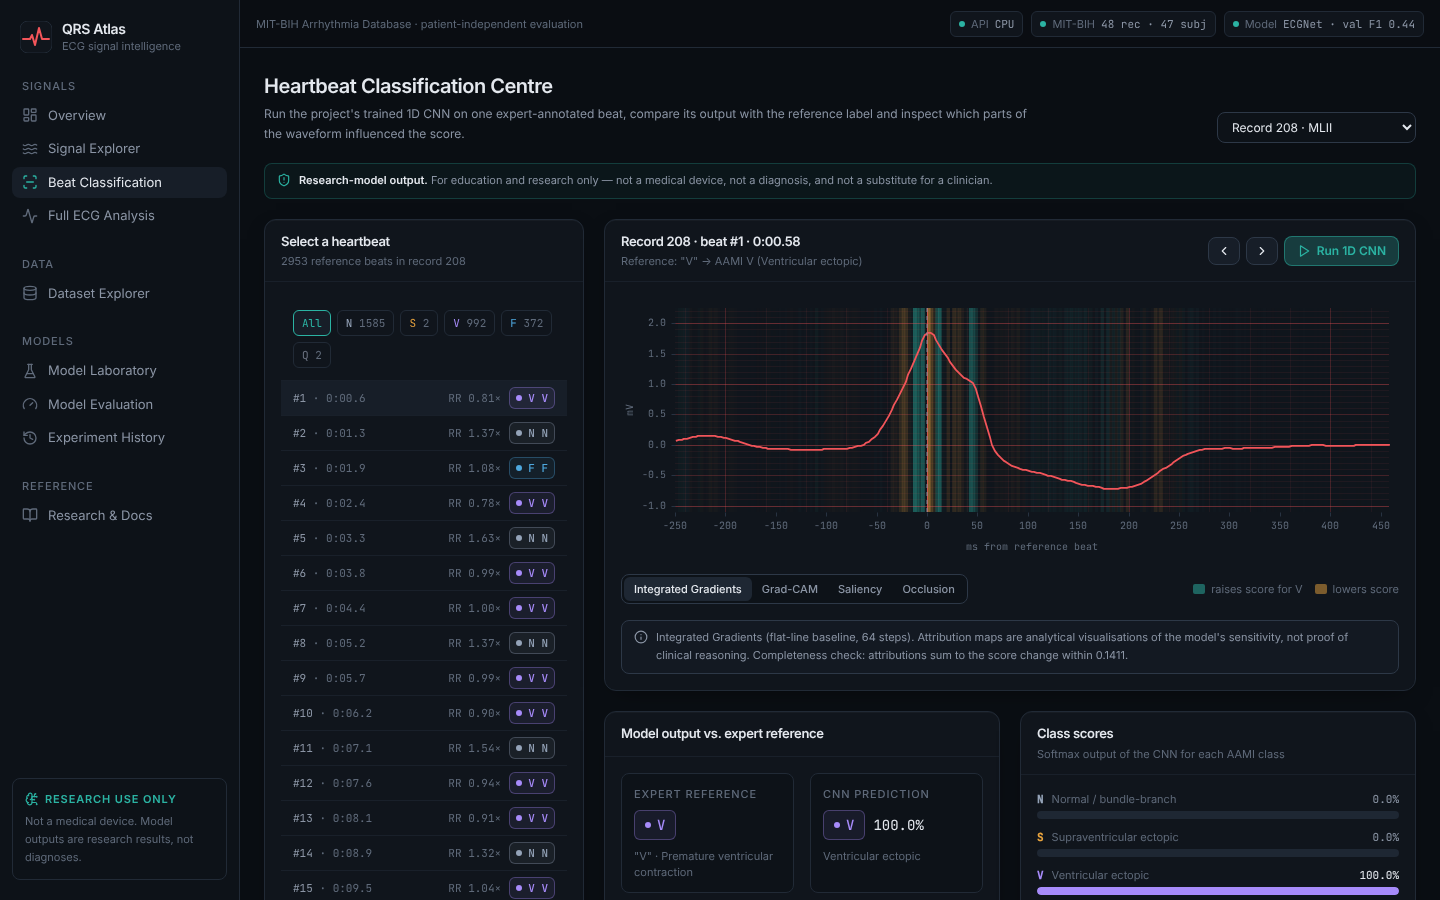 QRS Atlas
ECG signal intelligence
SIGNALS
Overview
Signal Explorer
Beat Classification
Full ECG Analysis
DATA
Dataset Explorer
MODELS
Model Laboratory
Model Evaluation
Experiment History
REFERENCE
Research & Docs
RESEARCH USE ONLY
Not a medical device. Model
outputs are research results, not
diagnoses.
MIT-BIH Arrhythmia Database · patient-independent evaluation
API CPU
MIT-BIH 48 rec · 47 subj
Model ECGNet · val F1 0.44
Heartbeat Classification Centre
Run the project's trained 1D CNN on one expert-annotated beat, compare its output with the reference label and inspect which parts of
the waveform influenced the score.
Record 208 · MLII
Research-model output. For education and research only — not a medical device, not a diagnosis, and not a substitute for a clinician.
Select a heartbeat
2953 reference beats in record 208
All N 1585 S 2 V 992 F 372
Q 2
#1 · 0:00.6 RR 0.81× V V
#2 · 0:01.3 RR 1.37× N N
#3 · 0:01.9 RR 1.08× F F
#4 · 0:02.4 RR 0.78× V V
#5 · 0:03.3 RR 1.63× N N
#6 · 0:03.8 RR 0.99× V V
#7 · 0:04.4 RR 1.00× V V
#8 · 0:05.2 RR 1.37× N N
#9 · 0:05.7 RR 0.99× V V
#10 · 0:06.2 RR 0.90× V V
#11 · 0:07.1 RR 1.54× N N
#12 · 0:07.6 RR 0.94× V V
#13 · 0:08.1 RR 0.91× V V
#14 · 0:08.9 RR 1.32× N N
#15 · 0:09.5 RR 1.04× V V
Record 208 · beat #1 · 0:00.58
Reference: "V" → AAMI V (Ventricular ectopic)
Run 1D CNN
2.0
1.5
1.0
0.5
0.0
-0.5
-1.0
mV
-250 -200 -150 -100 -50 0 50 100 150 200 250 300 350 400 450
ms from reference beat
Integrated Gradients Grad-CAM Saliency Occlusion
raises score for V lowers score
Integrated Gradients (flat-line baseline, 64 steps). Attribution maps are analytical visualisations of the model's sensitivity, not proof of
clinical reasoning. Completeness check: attributions sum to the score change within 0.1411.
Model output vs. expert reference
EXPERT REFERENCE
V
"V" · Premature ventricular
contraction
CNN PREDICTION
V 100.0%
Ventricular ectopic
Class scores
Softmax output of the CNN for each AAMI class
N Normal / bundle-branch 0.0%
S Supraventricular ectopic 0.0%
V Ventricular ectopic 100.0%